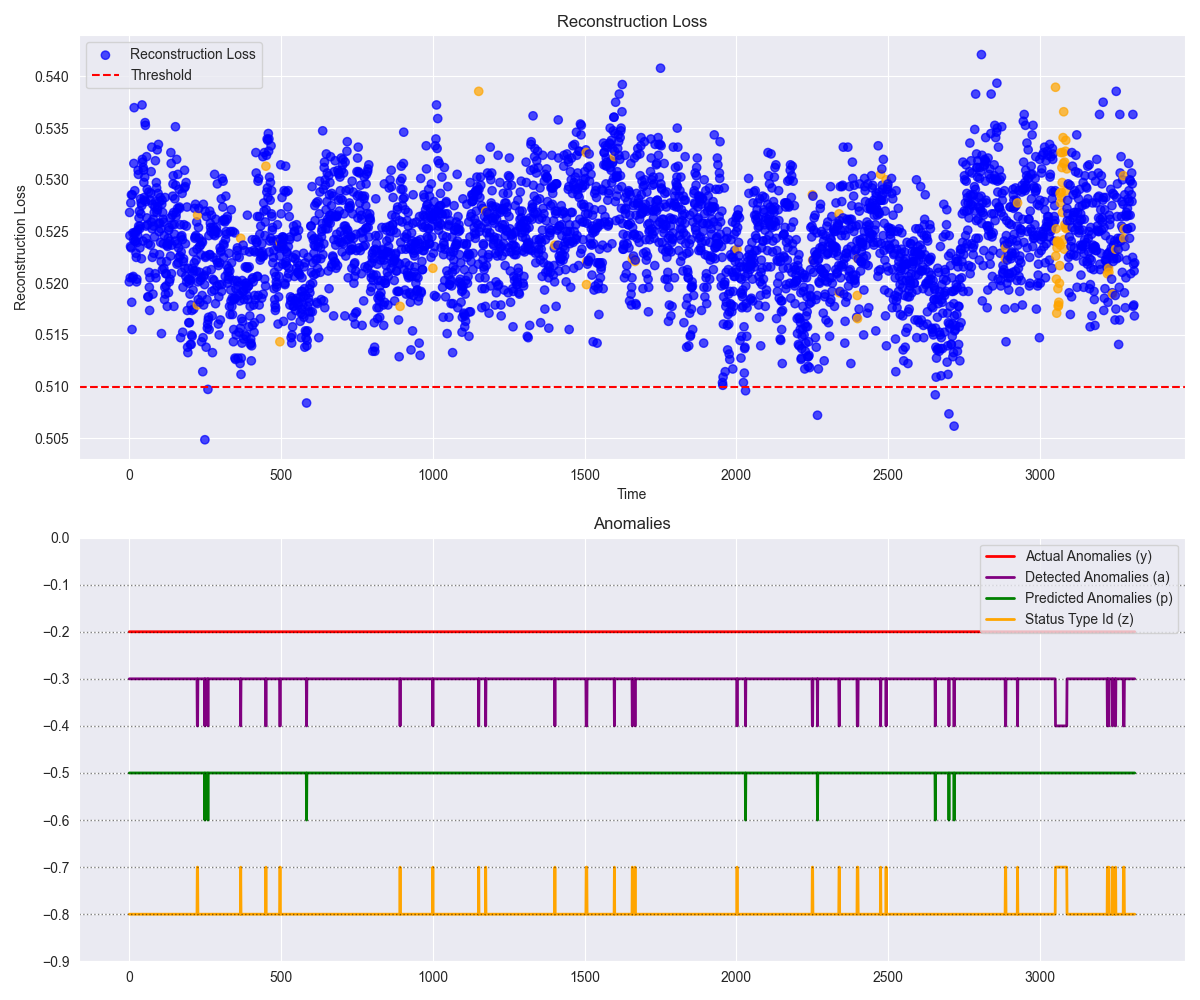 Reconstruction Loss
Reconstruction Loss
Threshold
0.540
0.535
0.530
0.525
0.520
0.515
0.510
0.505
Reconstruction Loss
0 500 1000 1500 2000 2500 3000
Time
Anomalies
Actual Anomalies (y)
Detected Anomalies (a)
Predicted Anomalies (p)
Status Type Id (z)
0.0
−0.1
−0.2
−0.3
−0.4
−0.5
−0.6
−0.7
−0.8
−0.9
0 500 1000 1500 2000 2500 3000